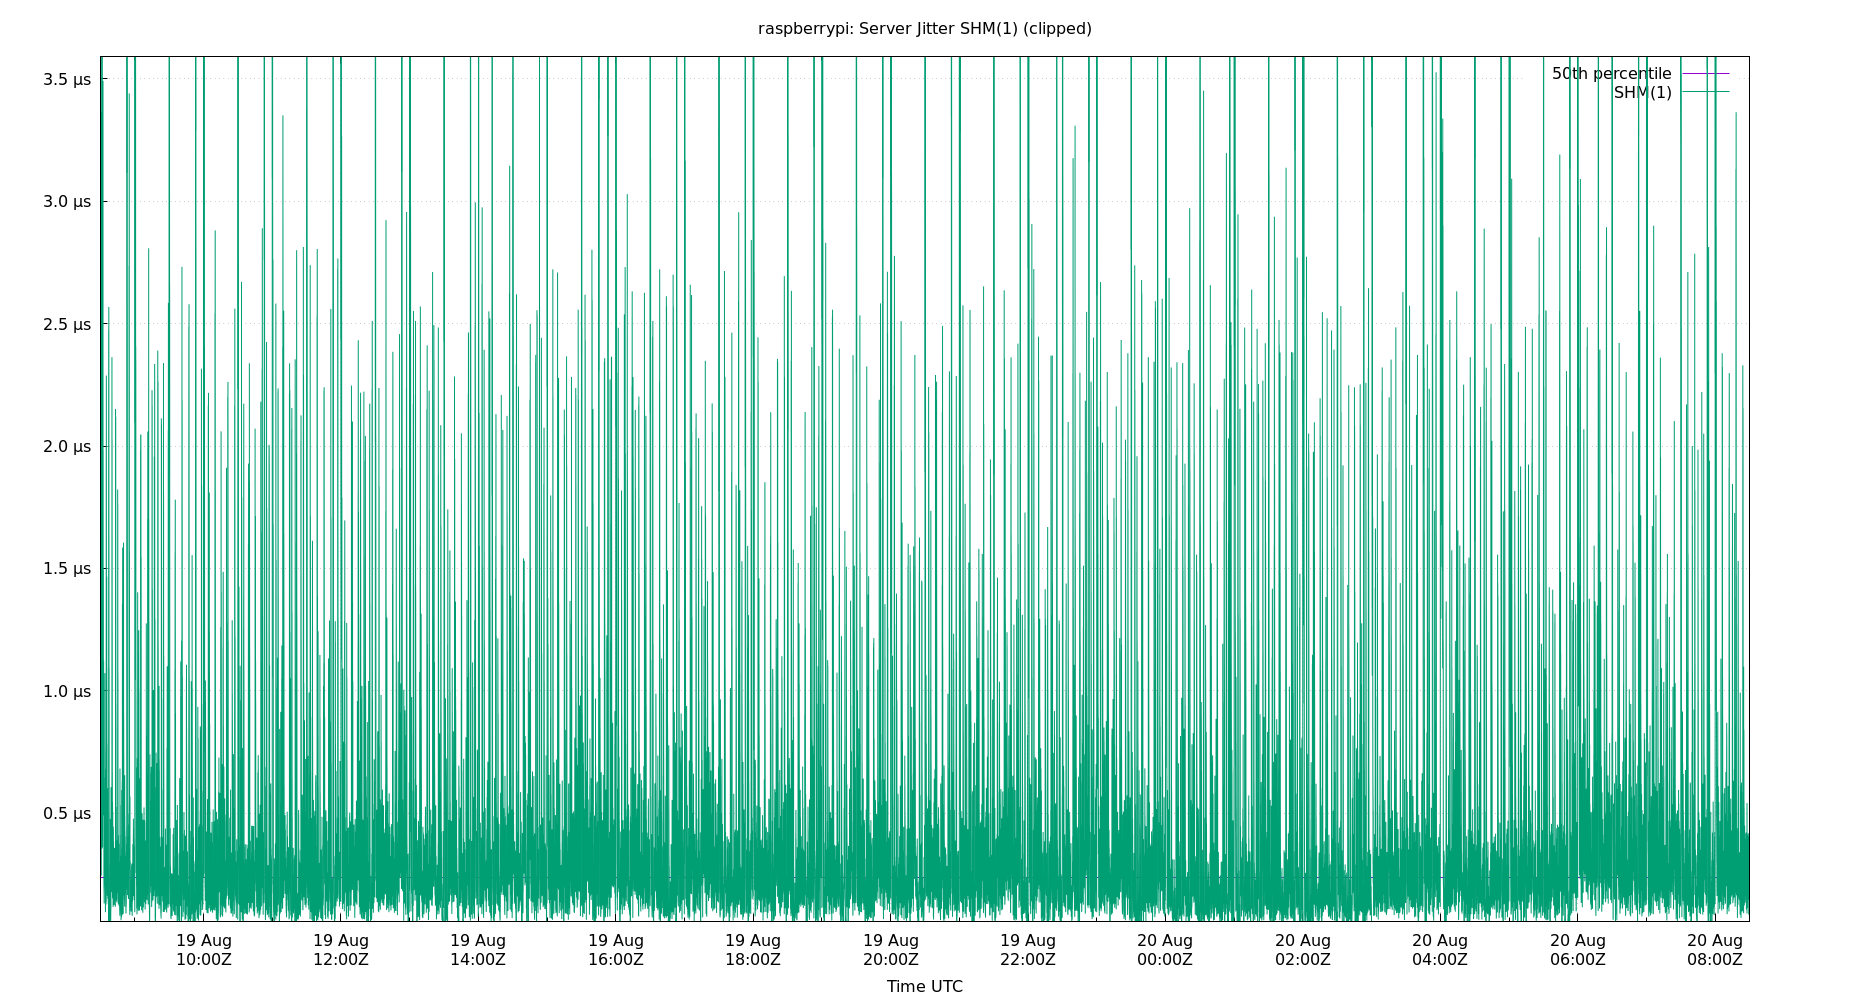 raspberrypi: Server Jitter SHM(1) (clipped)
3.5 µs
3.0 µs
2.5 µs
2.0 µs
1.5 µs
1.0 µs
0.5 µs
50th percentile
SHM(1)
19 Aug 19 Aug 19 Aug 19 Aug 19 Aug 19 Aug 19 Aug 20 Aug 20 Aug 20 Aug 20 Aug 20 Aug
10:00Z 12:00Z 14:00Z 16:00Z 18:00Z 20:00Z 22:00Z 00:00Z 02:00Z 04:00Z 06:00Z 08:00Z
Time UTC